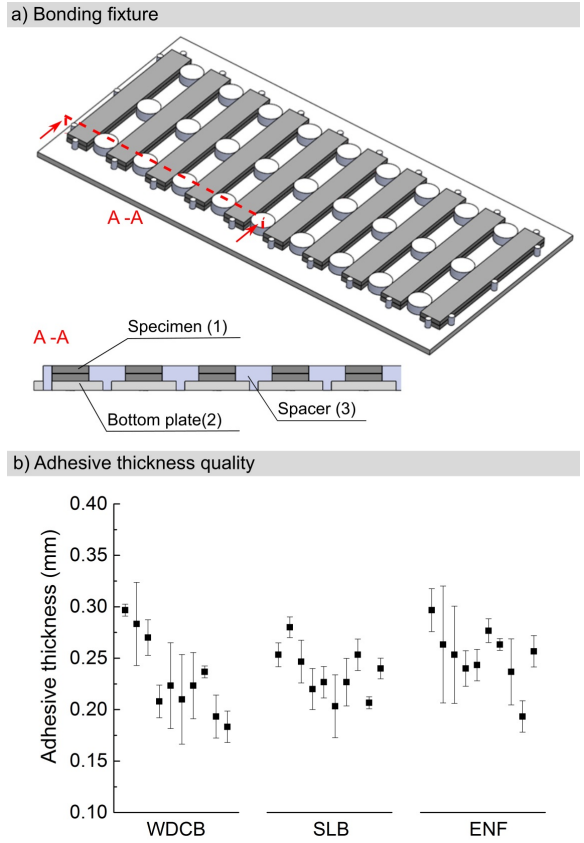 a) Bonding fixture
A -A
A -A
Specimen (1)
Bottom plate(2)
Spacer (3)
b) Adhesive thickness quality
Adhesive thickness (mm)
0.40
0.35
0.30
0.25
0.20
0.15
0.10
WDCB
SLB
ENF